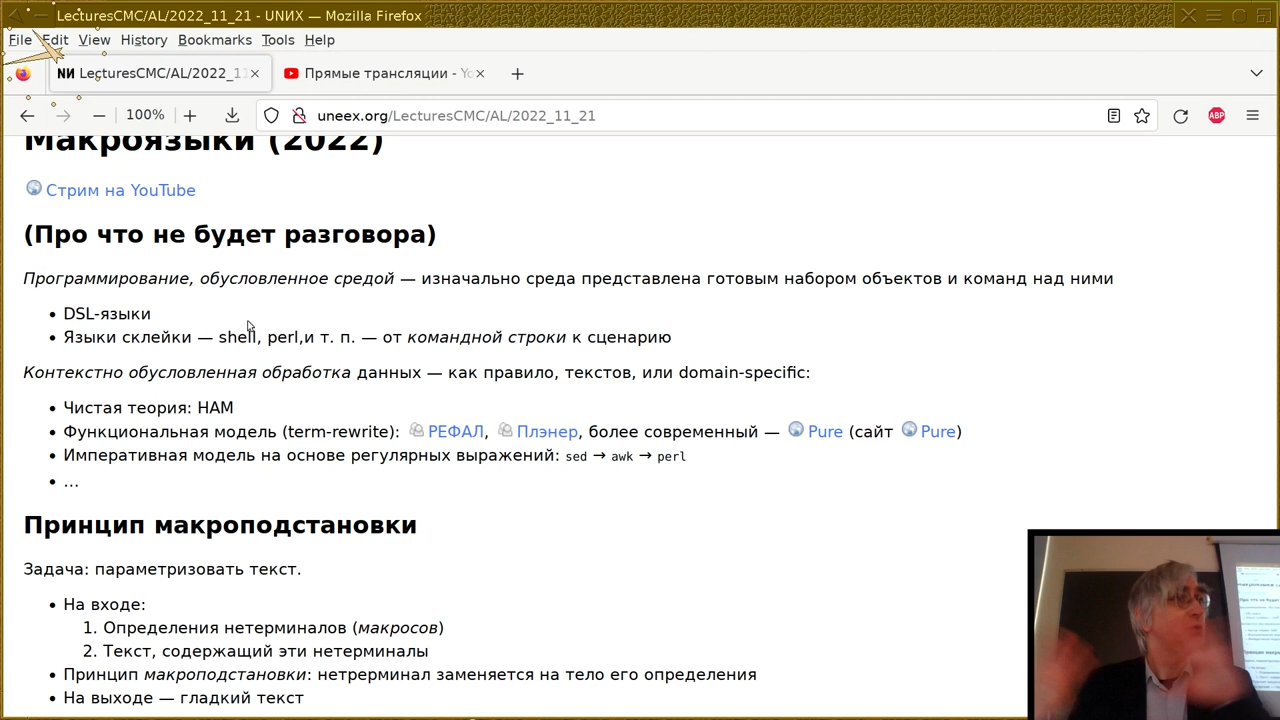 LecturesCMC/AL/2022_11_21 - UNИX — Mozilla Firefox
File Edit View History Bookmarks Tools Help
NИ LecturesCMC/AL/2022_11
Прямые трансляции - Yo
100%
uneex.org/LecturesCMC/AL/2022_11_21
ABP
Макроязыки (2022)
Стрим на YouTube
(Про что не будет разговора)
Программирование, обусловленное средой — изначально среда представлена готовым набором объектов и команд над ними
• DSL-языки
• Языки склейки — shell, perl,и т. п. — от командной строки к сценарию
Контекстно обусловленная обработка данных — как правило, текстов, или domain-specific:
• Чистая теория: НАМ
• Функциональная модель (term-rewrite): РЕФАЛ, Плэнер, более современный — Pure (сайт Pure)
• Императивная модель на основе регулярных выражений: sed → awk → perl
• …
Принцип макроподстановки
Задача: параметризовать текст.
• На входе:
1. Определения нетерминалов (макросов)
2. Текст, содержащий эти нетерминалы
• Принцип макроподстановки: нетрерминал заменяется на тело его определения
• На выходе — гладкий текст